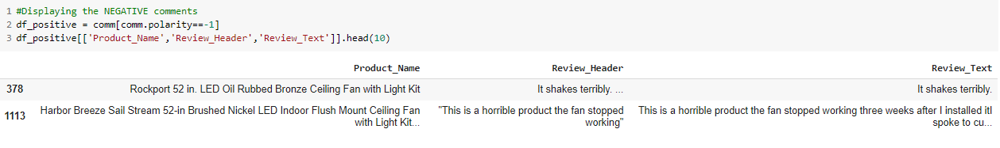 1 #Displaying the NEGATIVE comments
2 df_positive = comm[comm.polarity==-1]
3 df_positive[['Product_Name','Review_Header','Review_Text']].head(10)
Product_Name Review_Header Review_Text
378 Rockport 52 in. LED Oil Rubbed Bronze Ceiling Fan with Light Kit It shakes terribly. ... It shakes terribly.
1113 Harbor Breeze Sail Stream 52-in Brushed Nickel LED Indoor Flush Mount Ceiling Fan "This is a horrible product the fan stopped This is a horrible product the fan stopped working three weeks after I installed itI
with Light Kit... working" spoke to cu...